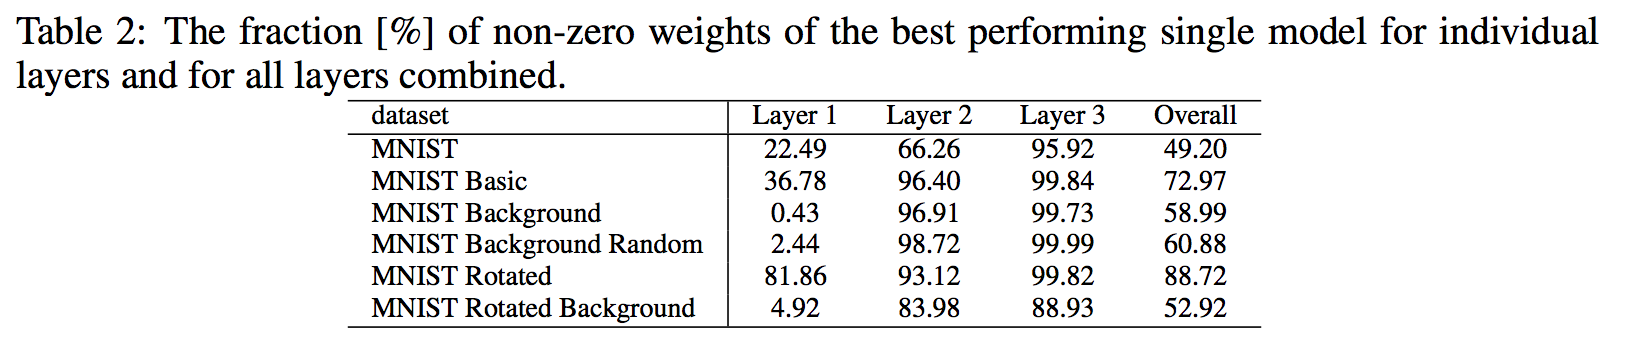 Table 2: The fraction [%] of non-zero weights of the best performing single model for individual
layers and for all layers combined.
dataset Layer 1 Layer 2 Layer 3 Overall
MNIST 22.49 66.26 95.92 49.20
MNIST Basic 36.78 96.40 99.84 72.97
MNIST Background 0.43 96.91 99.73 58.99
MNIST Background Random 2.44 98.72 99.99 60.88
MNIST Rotated 81.86 93.12 99.82 88.72
MNIST Rotated Background 4.92 83.98 88.93 52.92